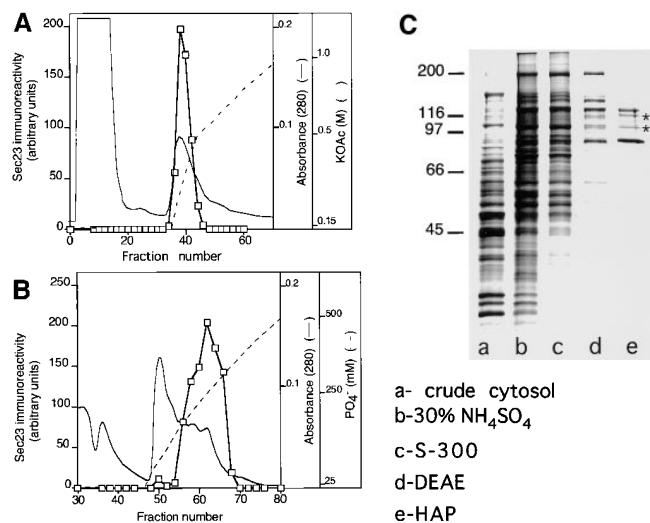 A
Sec23 immunoreactivity
(arbitrary units)
200
150
100
50
0
0
20
40
60
Fraction number
0.2
0.1
Absorbance (280) (—)
1.0
0.5
0.15
KOAc (M) ( )
B
Sec23 immunoreactivity
(arbitrary units)
250
200
150
100
50
0
30
40
50
60
70
80
Fraction number
0.2
0.1
Absorbance (280) (—)
500
250
25
PO4- (mM) ( - )
C
200
116
97
66
45
*
*
a b c d e
a- crude cytosol
b-30% NH4SO4
c-S-300
d-DEAE
e-HAP